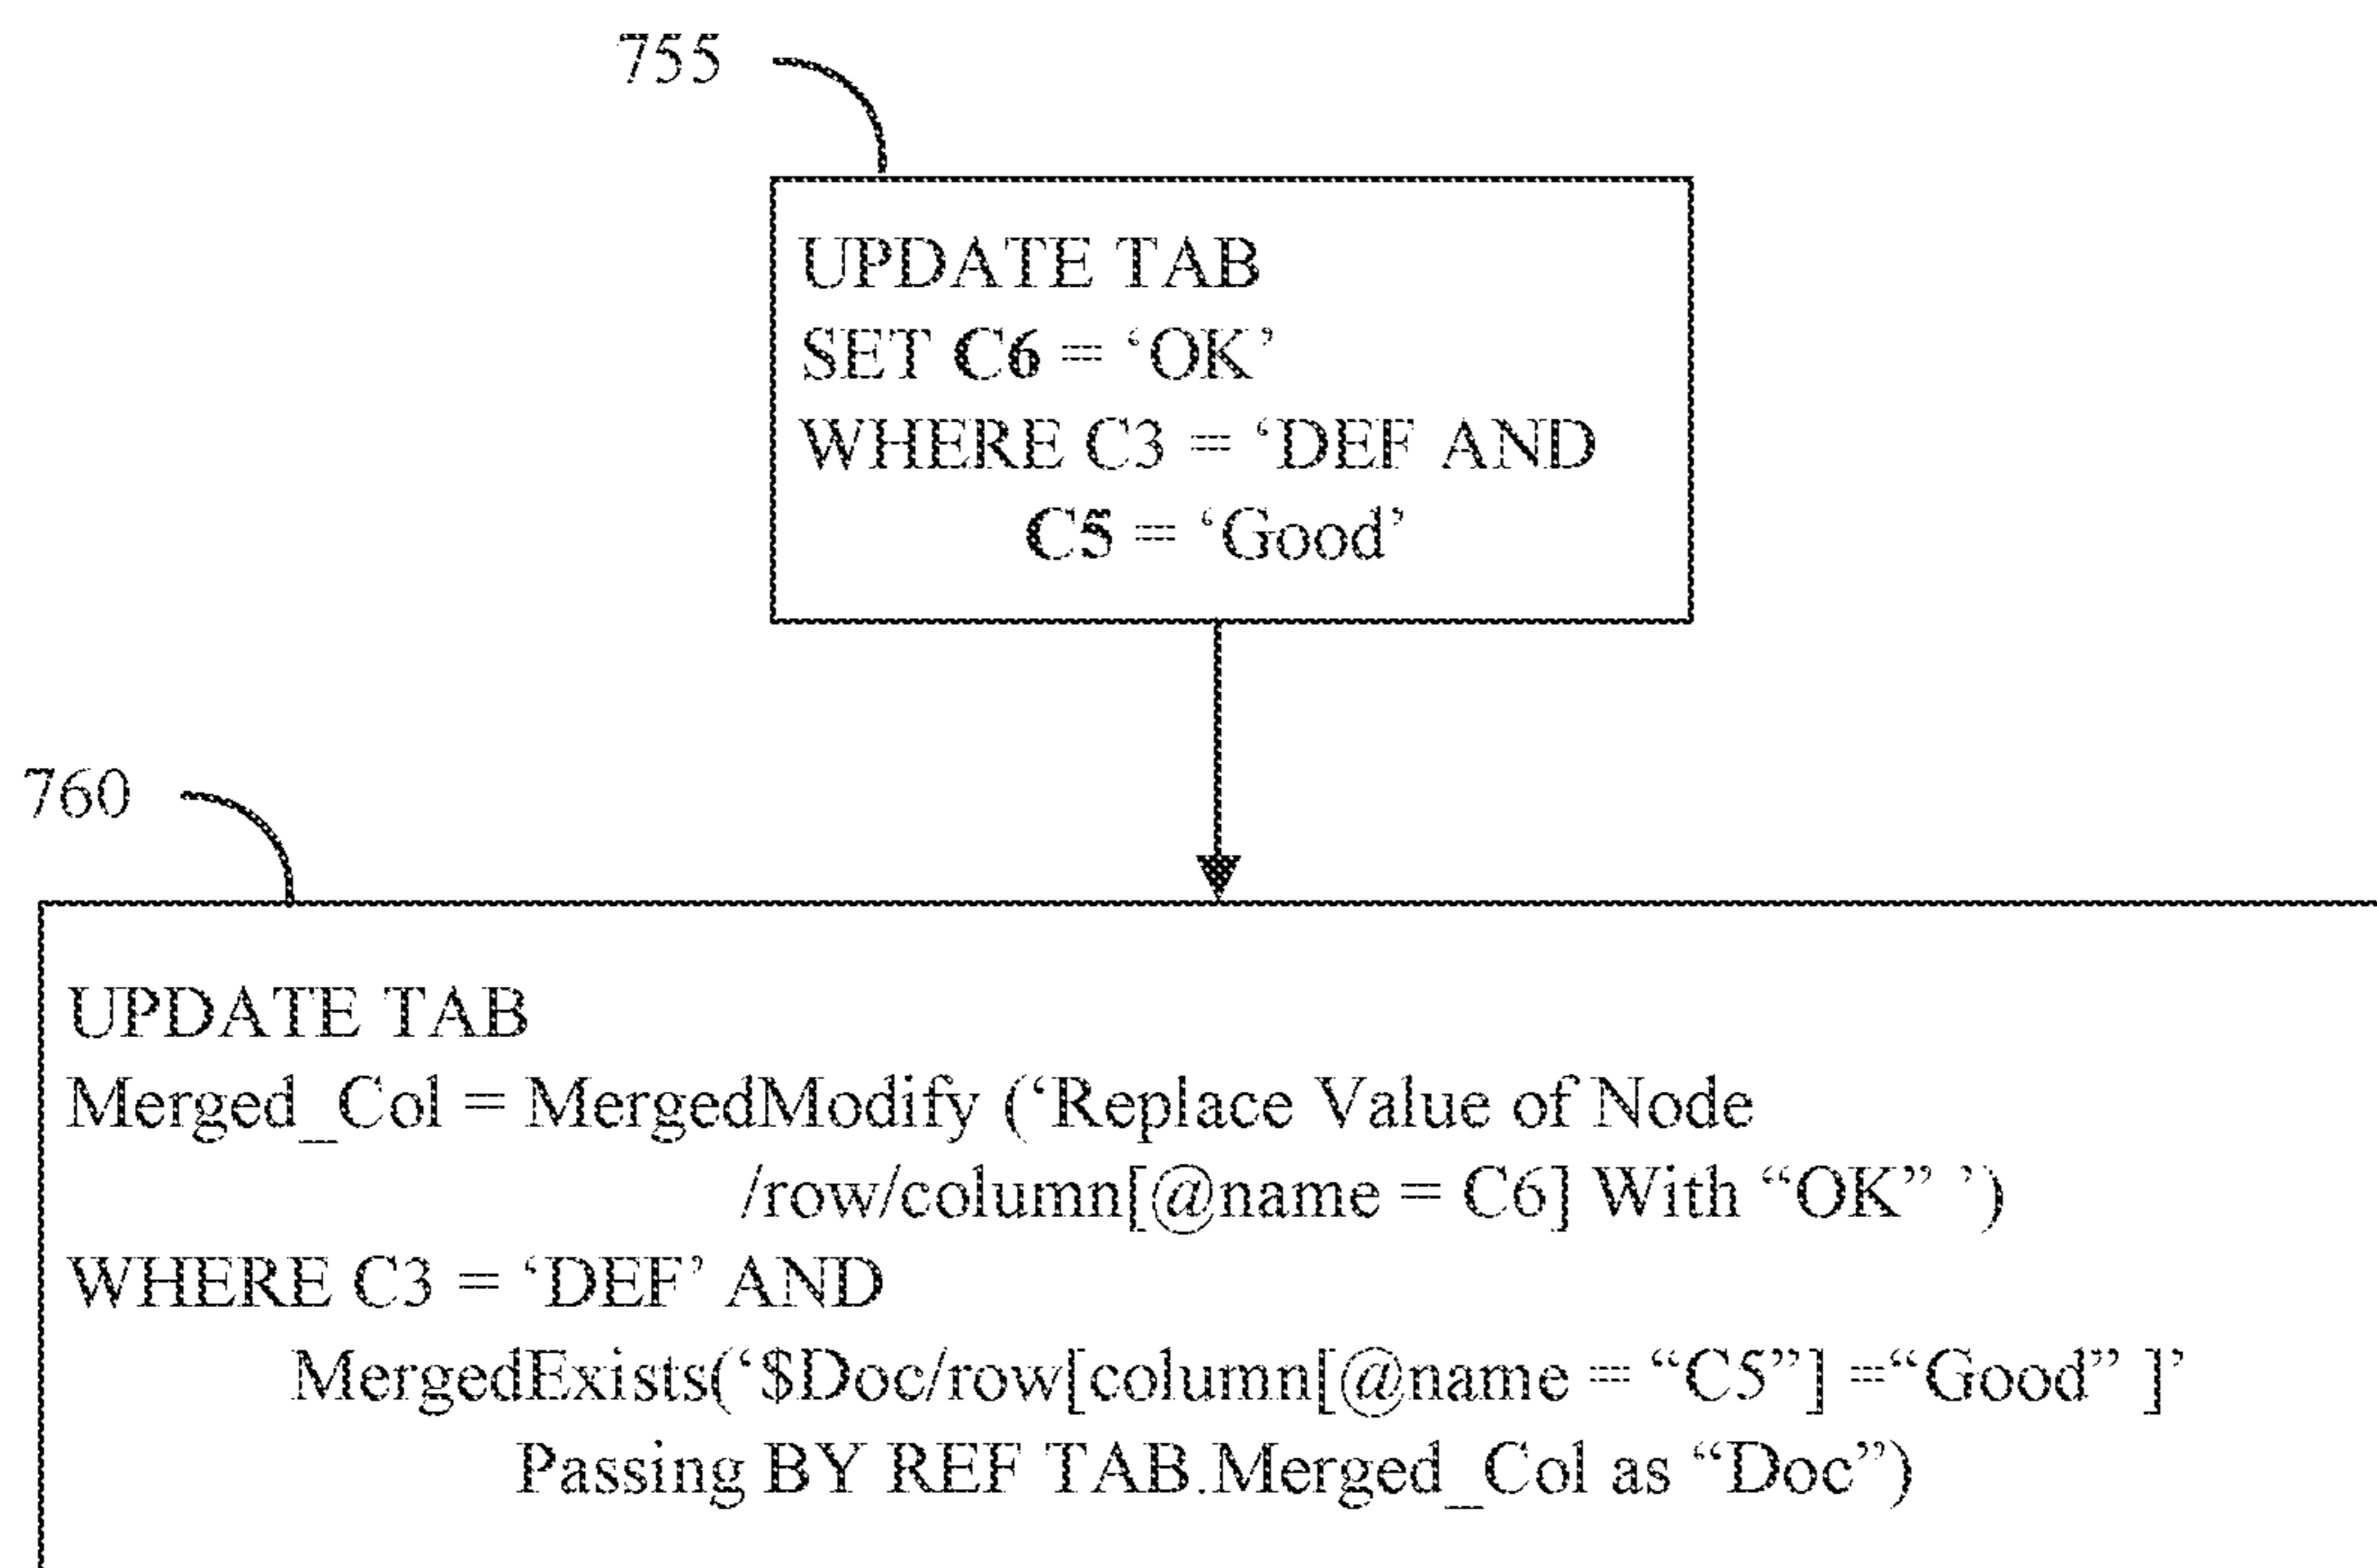 755
UPDATE TAB
SET C6 = ‘OK’
WHERE C3 = ‘DEF AND
C5 = ‘Good’
760
UPDATE TAB
Merged_Col = MergedModify (‘Replace Value of Node
/row/column[@name = C6] With “OK” ’)
WHERE C3 = ‘DEF’ AND
MergedExists(‘$Doc/row[column[@name = “C5”] =“Good” ]’
Passing BY REF TAB.Merged_Col as “Doc”)